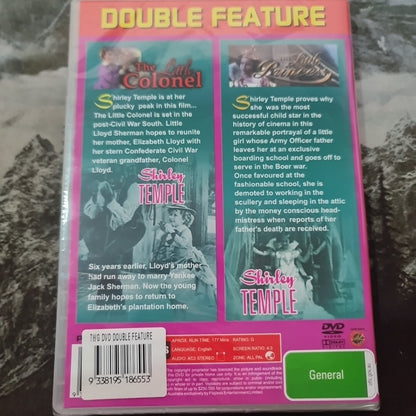 DOUBLE FEATURE
The Little
Colonel
Shirley Temple is at her
plucky peak in this film...
The Little Colonel is set in the
post-Civil War South. Little
Lloyd Sherman hopes to reunite
her mother, Elizabeth Lloyd with
her stern Confederate Civil War
veteran grandfather, Colonel
Lloyd.
Shirley
TEMPLE
Six years earlier, Lloyd's mother
had run away to marry Yankee
Jack Sherman. Now the young
family hopes to return to
Elizabeth's plantation home.
The Little
Princess
Shirley Temple proves why
she was the most
successful child star in the
history of cinema in this
remarkable portrayal of a little
girl whose Army Officer father
leaves her at an exclusive
boarding school and goes off to
serve in the Boer war.
Once favoured at the
fashionable school, she is
demoted to working in the
scullery and sleeping in the attic
by the money conscious head-
mistress when reports of her
father's death are received.
Shirley
TEMPLE
THG DVD DOUBLE FEATURE
9 338195 186553
RUN TIME: 177 Mins
LANGUAGE: English
AUDIO: AC3 STEREO
RATING: G
SCREEN RATIO: 4:3
ZONE: ALL PAL
DVD
VIDEO
General